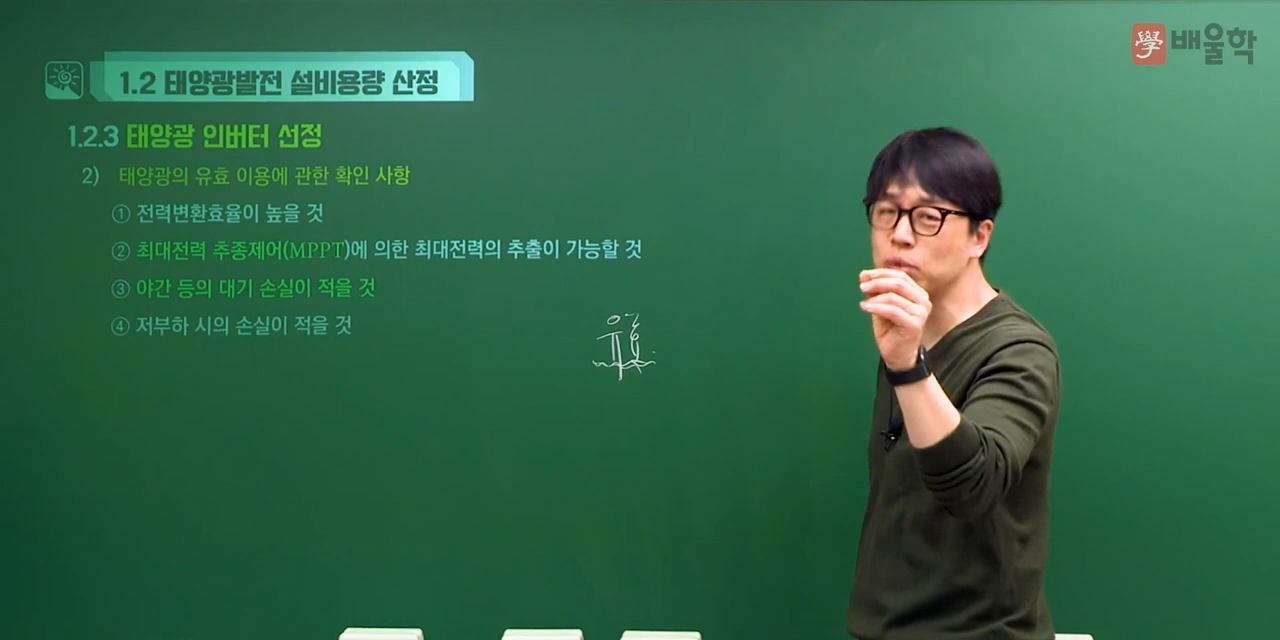 學 배울학
1.2 태양광발전 설비용량 산정
1.2.3 태양광 인버터 선정
2) 태양광의 유효 이용에 관한 확인 사항
① 전력변환효율이 높을 것
② 최대전력 추종제어(MPPT)에 의한 최대전력의 추출이 가능할 것
③ 야간 등의 대기 손실이 적을 것
④ 저부하 시의 손실이 적을 것